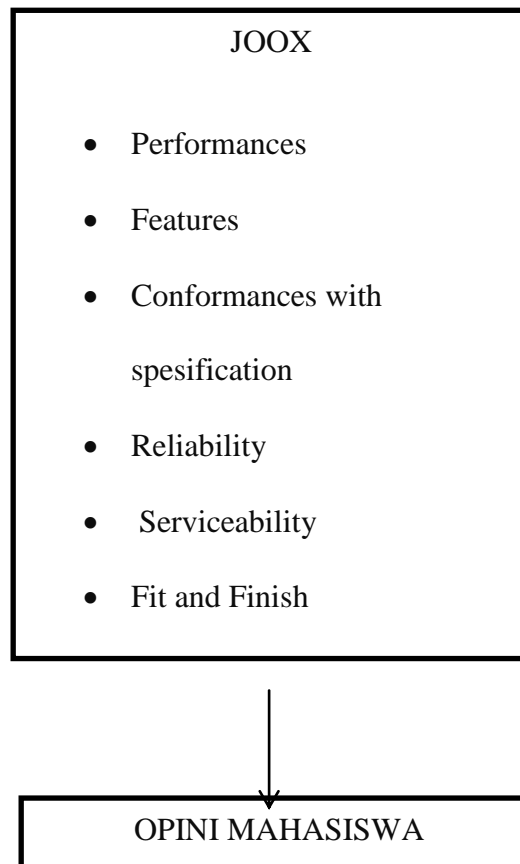 JOOX
• Performances
• Features
• Conformances with
spesification
• Reliability
• Serviceability
• Fit and Finish
OPINI MAHASISWA